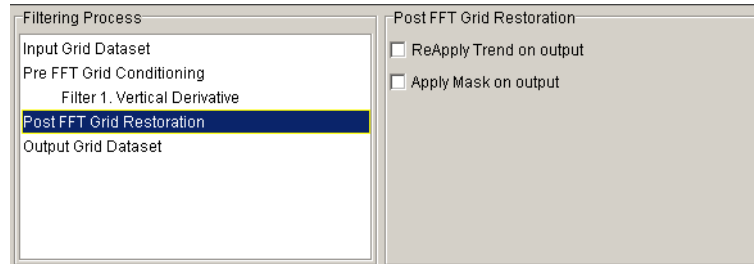 Filtering Process
Input Grid Dataset
Pre FFT Grid Conditioning
Filter 1. Vertical Derivative
Post FFT Grid Restoration
Output Grid Dataset
Post FFT Grid Restoration
ReApply Trend on output
Apply Mask on output